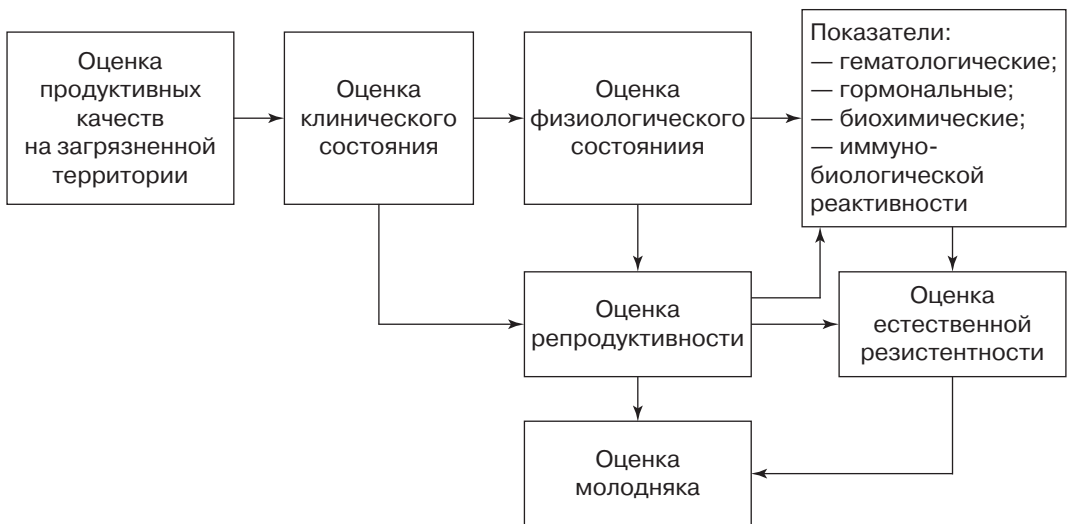 Оценка
продуктивных
качеств
на загрязненной
территории
Оценка
клинического
состояния
Оценка
физиологического
состояниия
Показатели:
— гематологические;
— гормональные;
— биохимические;
— иммуно-
биологической
реактивности
Оценка
репродуктивности
Оценка
естественной
резистентности
Оценка
молодняка